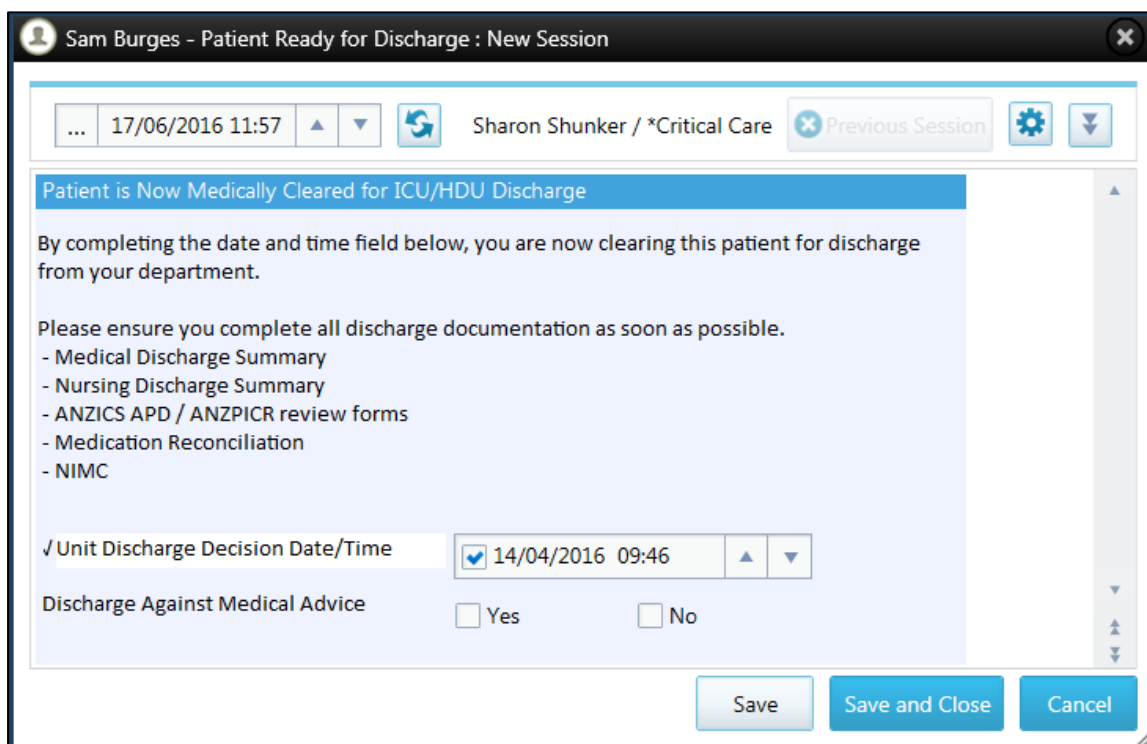 Sam Burges - Patient Ready for Discharge : New Session
... 17/06/2016 11:57 Sharon Shunker / *Critical Care Previous Session
Patient is Now Medically Cleared for ICU/HDU Discharge
By completing the date and time field below, you are now clearing this patient for discharge
from your department.
Please ensure you complete all discharge documentation as soon as possible.
- Medical Discharge Summary
- Nursing Discharge Summary
- ANZICS APD / ANZPICR review forms
- Medication Reconciliation
- NIMC
√ Unit Discharge Decision Date/Time 14/04/2016 09:46
Discharge Against Medical Advice Yes No
Save Save and Close Cancel